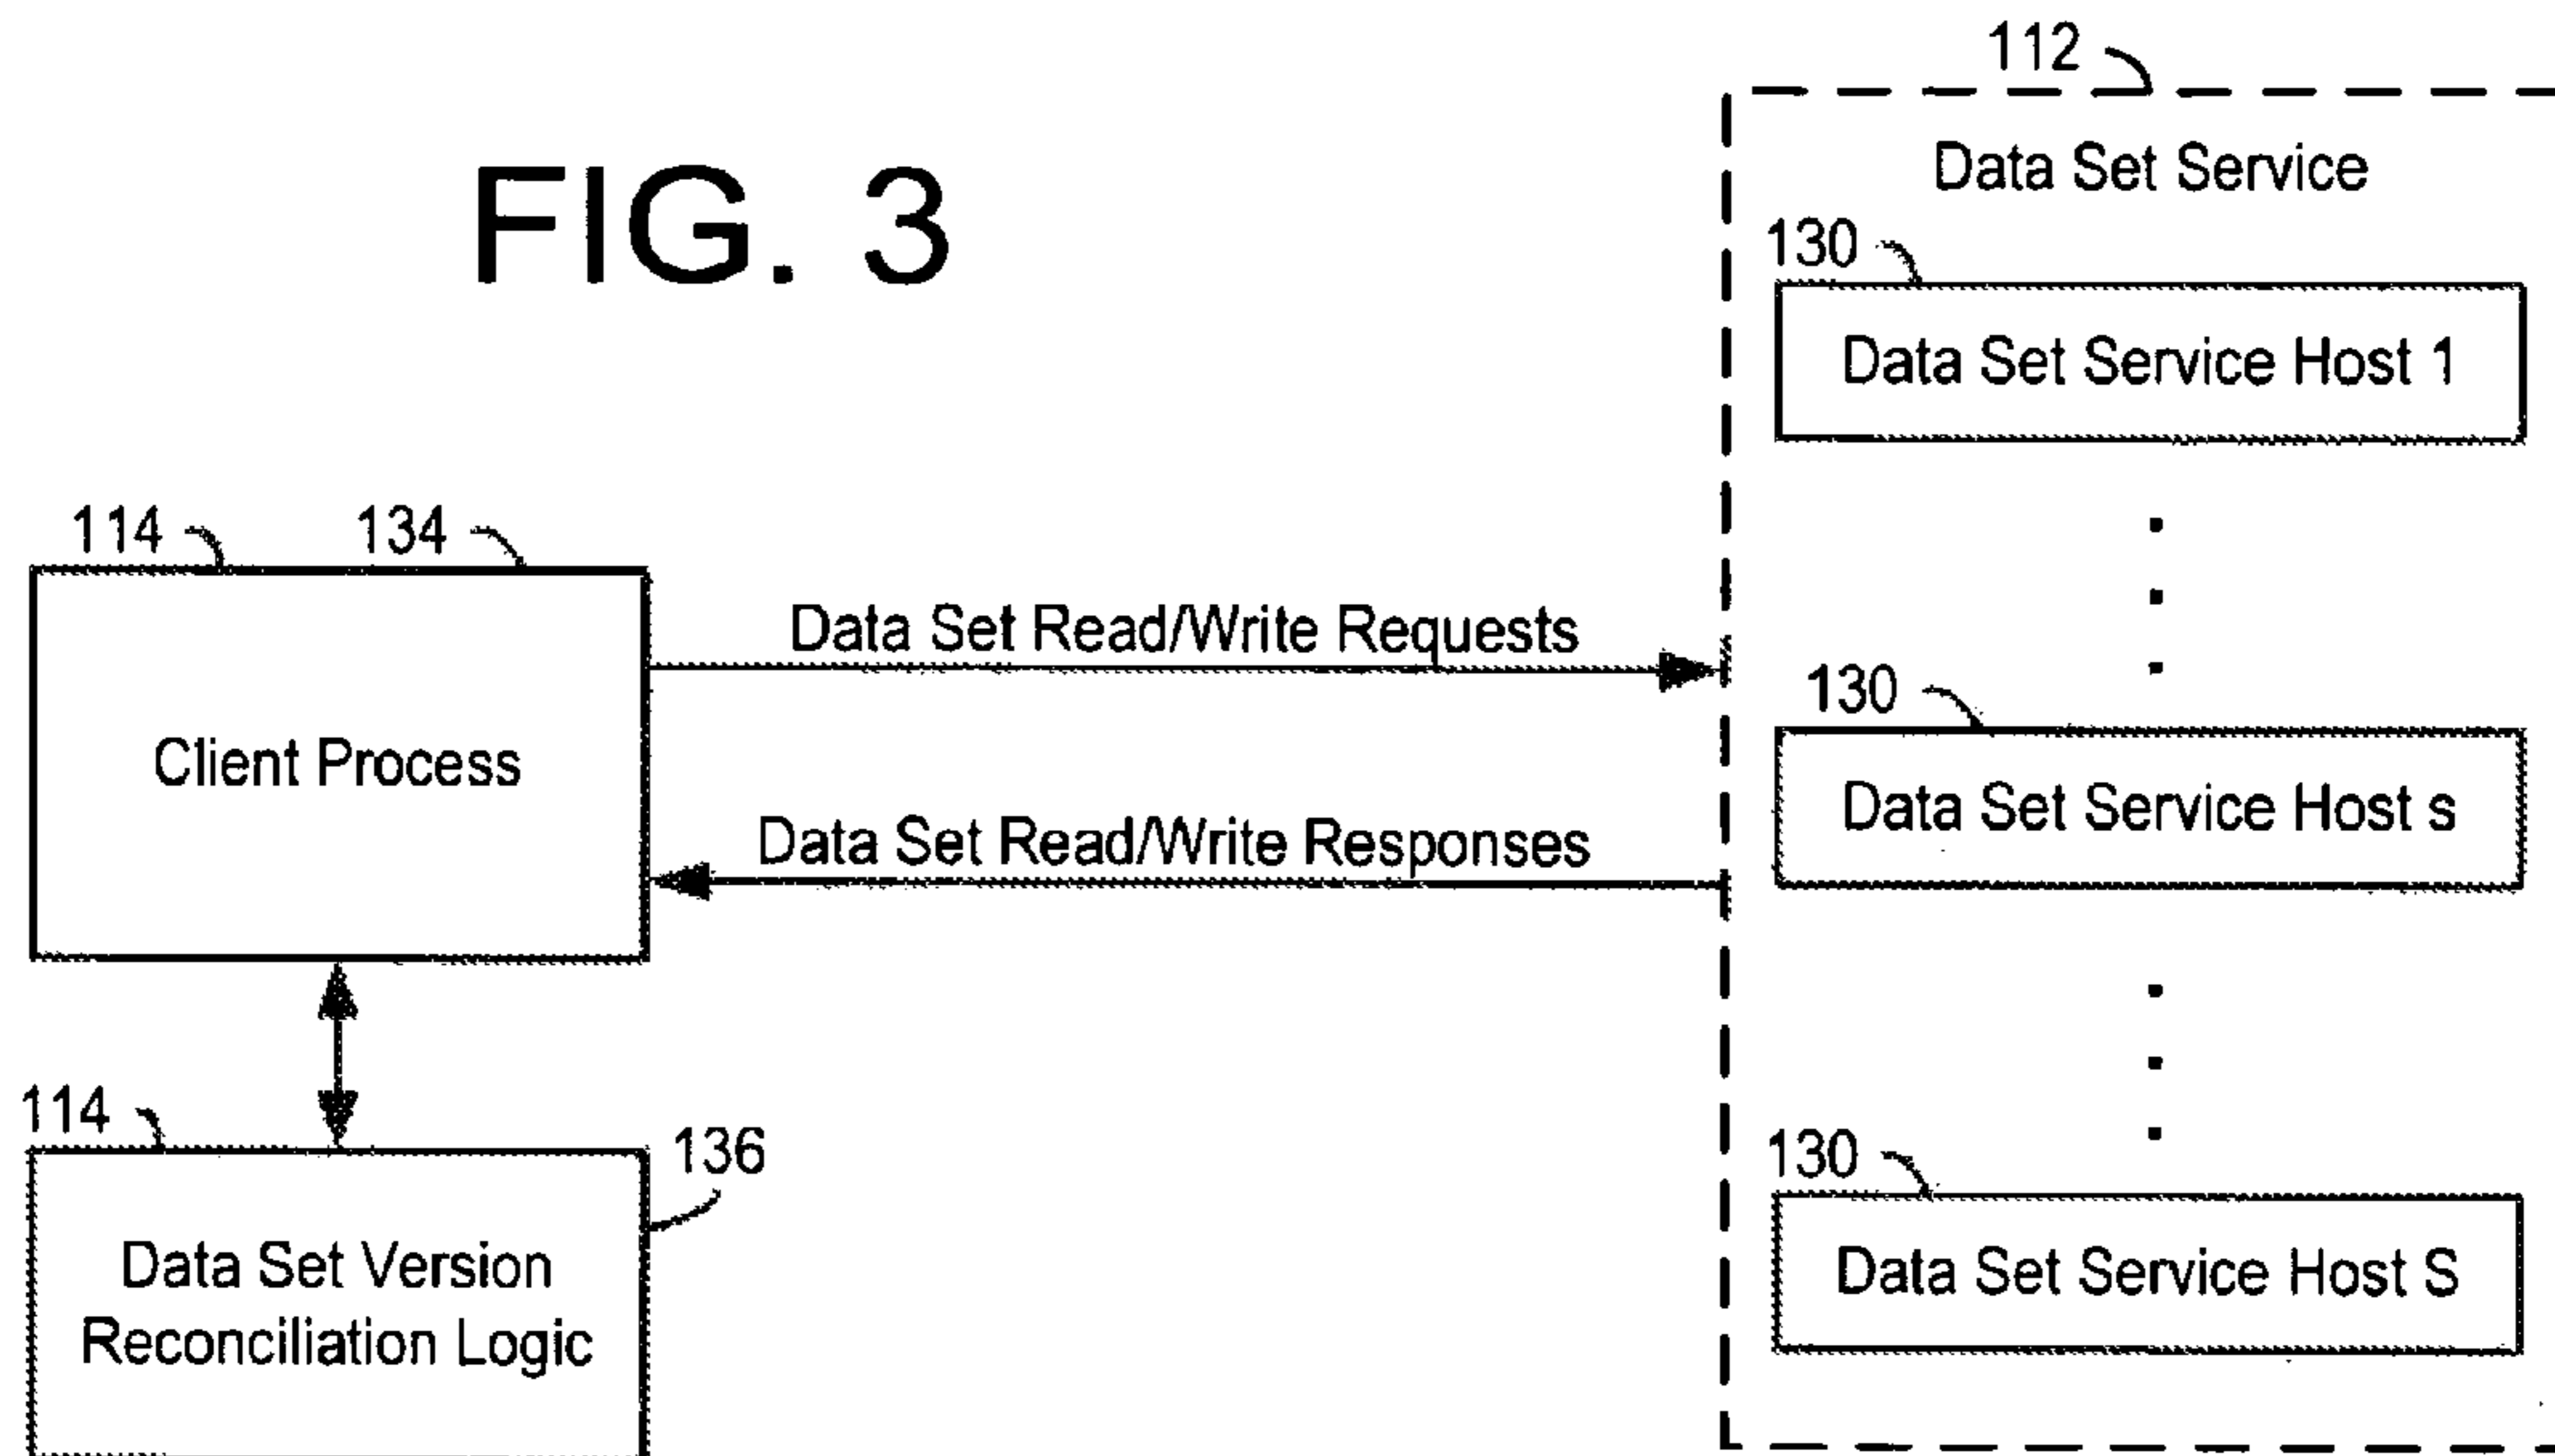 FIG. 3
112
Data Set Service
130
Data Set Service Host 1
114
134
Client Process
Data Set Read/Write Requests
Data Set Read/Write Responses
130
Data Set Service Host s
114
136
Data Set Version
Reconciliation Logic
130
Data Set Service Host S